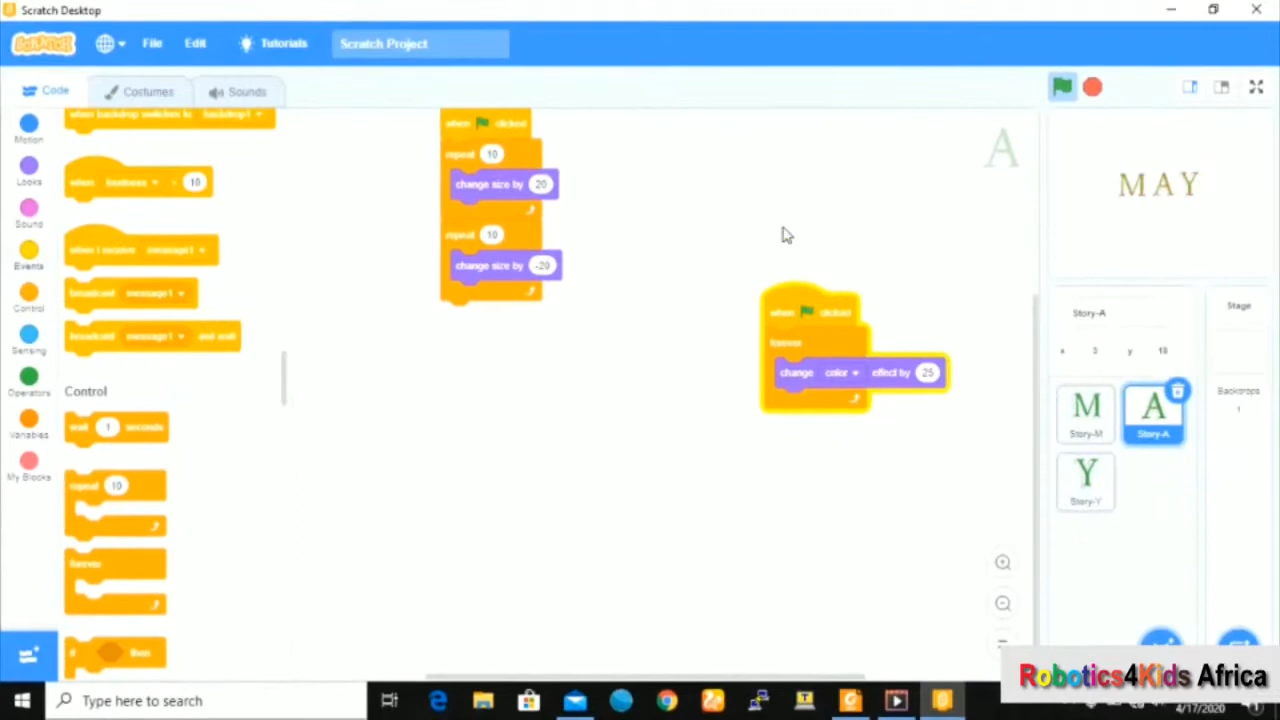 Scratch Desktop
SCRATCH File Edit Tutorials Scratch Project
Code Costumes Sounds
when backdrop switches to backdrop1
when loudness > 10
when I receive message1
broadcast message1
broadcast message1 and wait
Control
wait 1 seconds
repeat 10
forever
if then
Motion
Looks
Sound
Events
Control
Sensing
Operators
Variables
My Blocks
when clicked
repeat 10
change size by 20
repeat 10
change size by -20
when clicked
forever
change color effect by 25
A
M A Y
Story-A
x 3 y 18
M
Story-M
A
Story-A
Y
Story-Y
Stage
Backdrops
1
Robotics4Kids Africa
Type here to search
4/17/2020